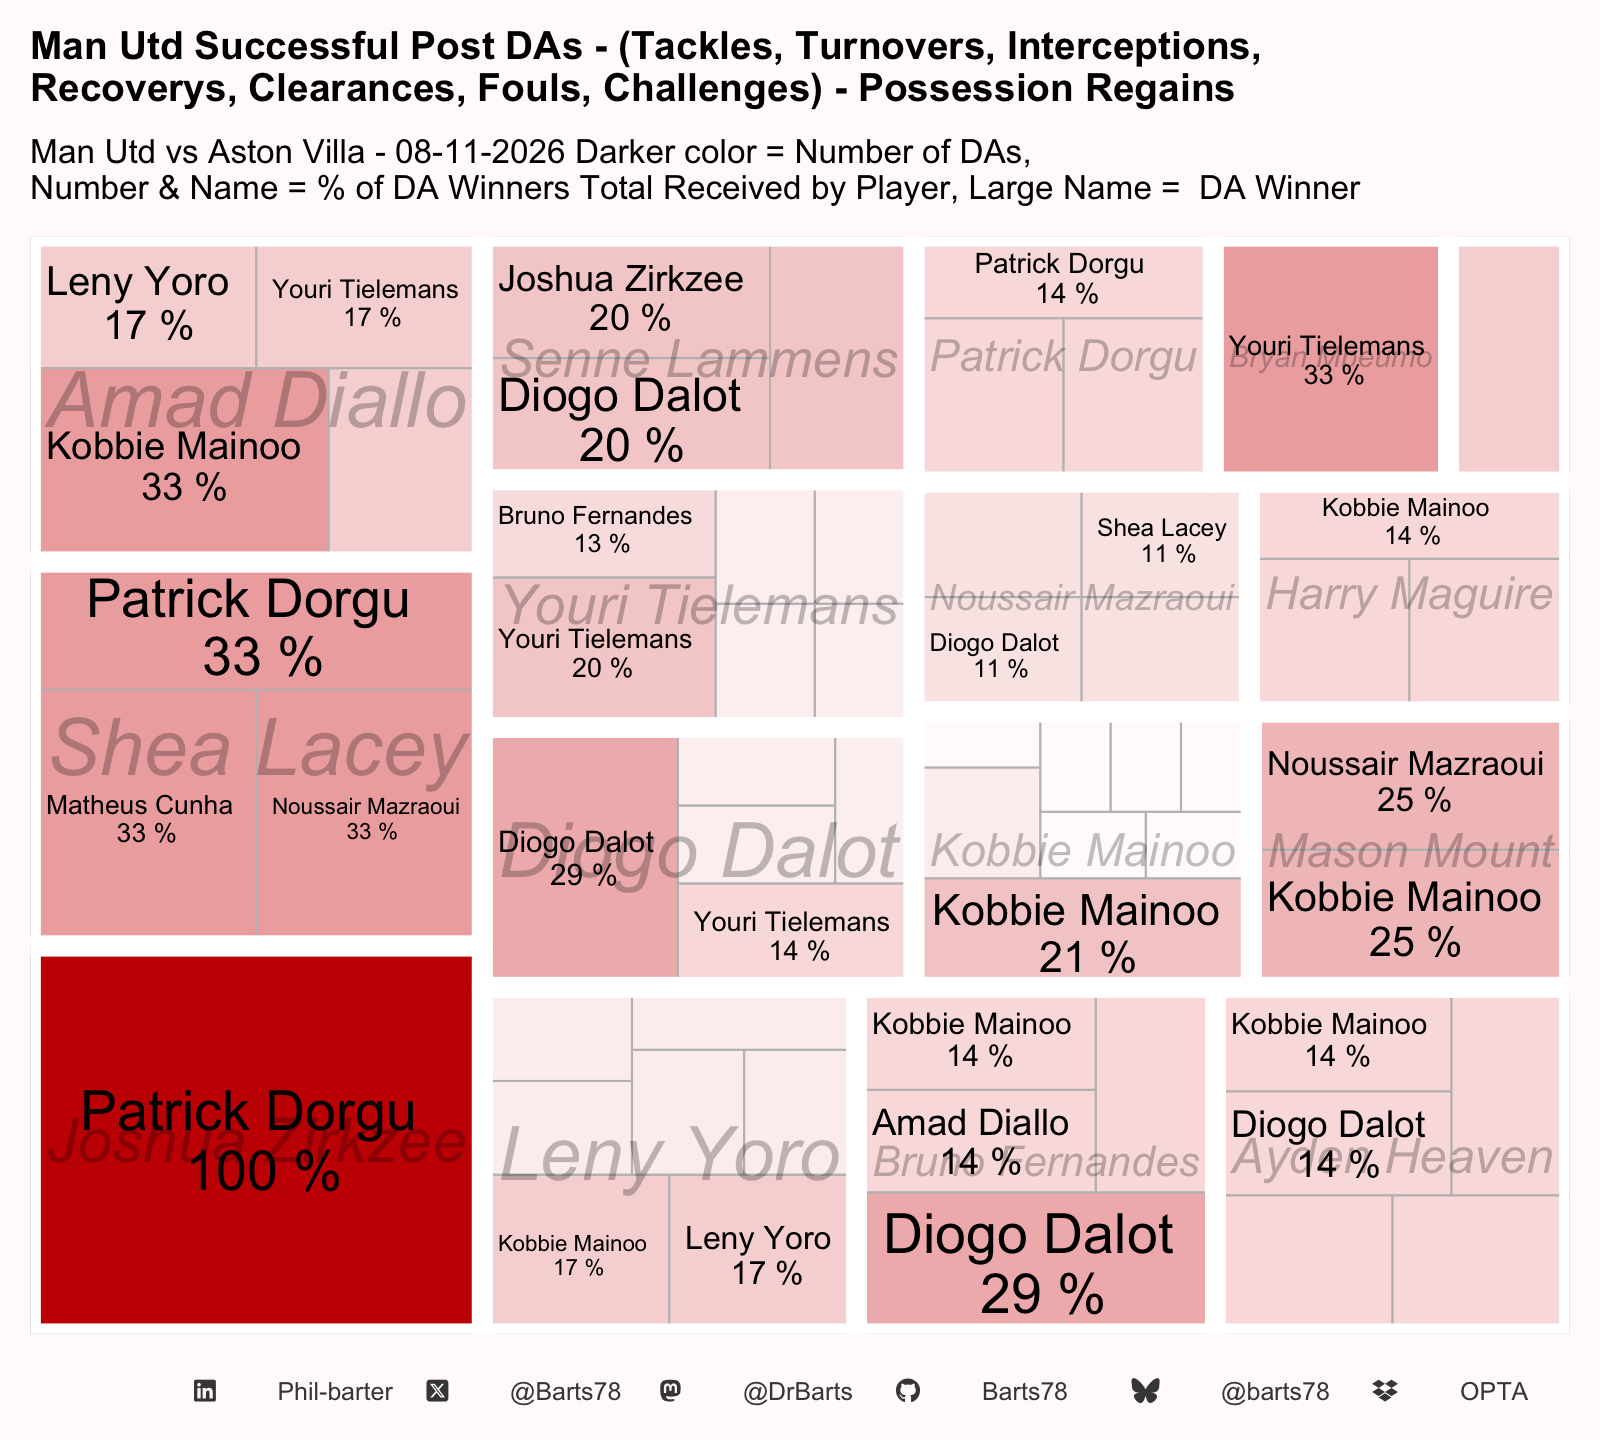 Man Utd Successful Post DAs - (Tackles, Turnovers, Interceptions,
Recoverys, Clearances, Fouls, Challenges) - Possession Regains
Man Utd vs Aston Villa - 08-11-2026 Darker color = Number of DAs,
Number & Name = % of DA Winners Total Received by Player, Large Name =  DA Winner
Leny Yoro
17 %
Youri Tielemans
17 %
Amad Diallo
Kobbie Mainoo
33 %
Patrick Dorgu
33 %
Shea Lacey
Matheus Cunha
33 %
Noussair Mazraoui
33 %
Patrick Dorgu
Joshua Zirkzee
100 %
Joshua Zirkzee
20 %
Senne Lammens
Diogo Dalot
20 %
Bruno Fernandes
13 %
Youri Tielemans
Youri Tielemans
20 %
Diogo Dalot
Diogo Dalot
29 %
Youri Tielemans
14 %
Leny Yoro
Kobbie Mainoo
17 %
Leny Yoro
17 %
Patrick Dorgu
14 %
Patrick Dorgu
Youri Tielemans
Bryan Mbeumo
33 %
Shea Lacey
11 %
Noussair Mazraoui
Diogo Dalot
11 %
Kobbie Mainoo
14 %
Harry Maguire
Kobbie Mainoo
Kobbie Mainoo
21 %
Noussair Mazraoui
25 %
Mason Mount
Kobbie Mainoo
25 %
Kobbie Mainoo
14 %
Amad Diallo
14 %
Bruno Fernandes
Diogo Dalot
29 %
Kobbie Mainoo
14 %
Diogo Dalot
14 %
Ayden Heaven
Phil-barter
@Barts78
@DrBarts
Barts78
@barts78
OPTA